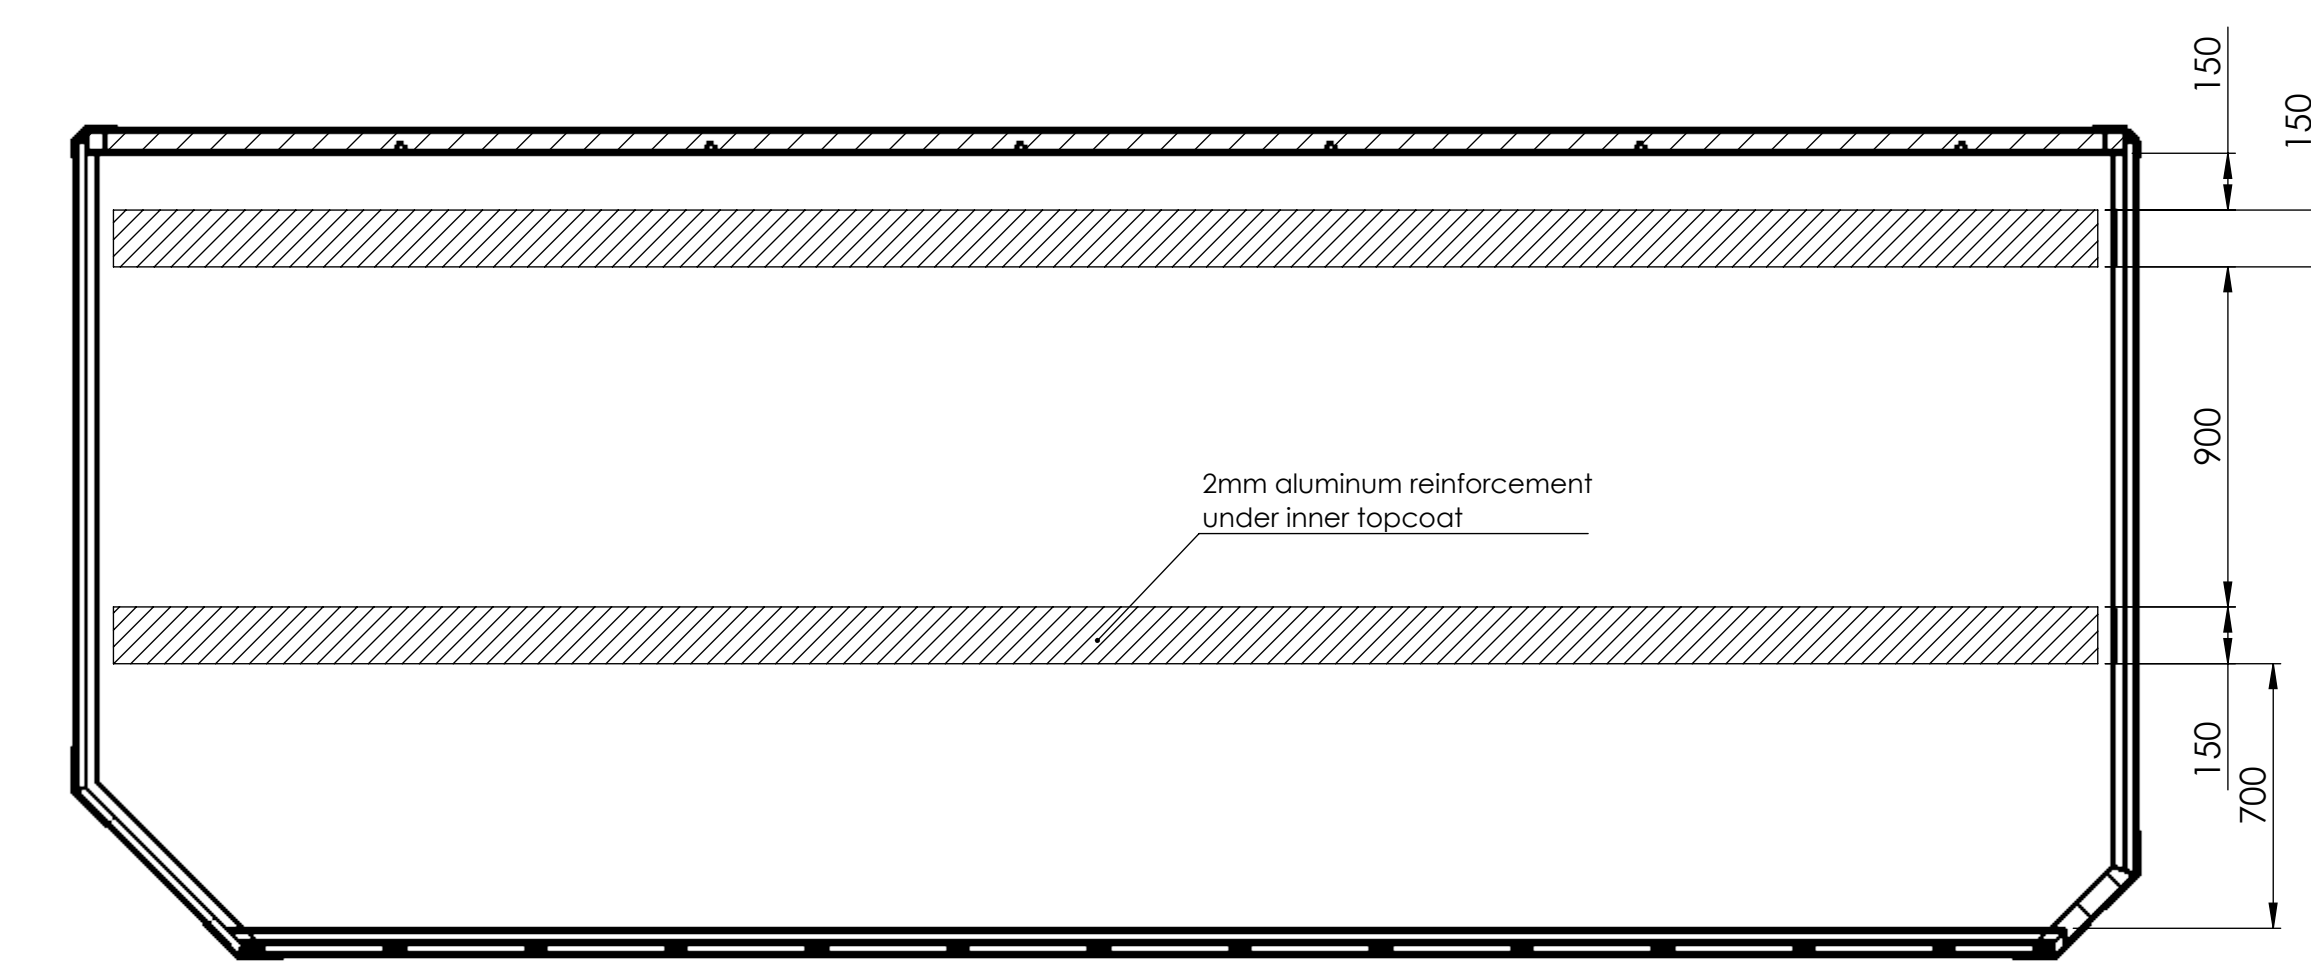 150
150
900
2mm aluminum reinforcement
under inner topcoat
150
700